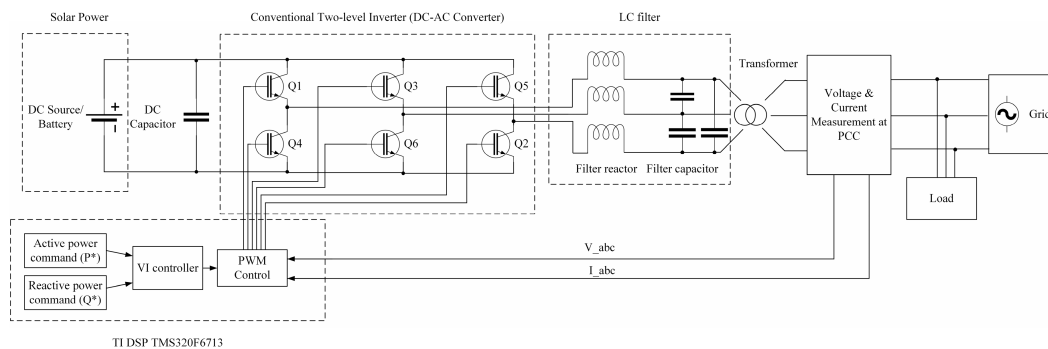 Solar Power
Conventional Two-level Inverter (DC-AC Converter)
LC filter
DC Source/
Battery
+
-
DC
Capacitor
Q1
Q3
Q5
Q4
Q6
Q2
Filter reactor
Filter capacitor
Transformer
Voltage &
Current
Measurement at
PCC
Grid
Load
Active power
command (P*)
Reactive power
command (Q*)
VI controller
PWM
Control
V_abc
I_abc
TI DSP TMS320F6713